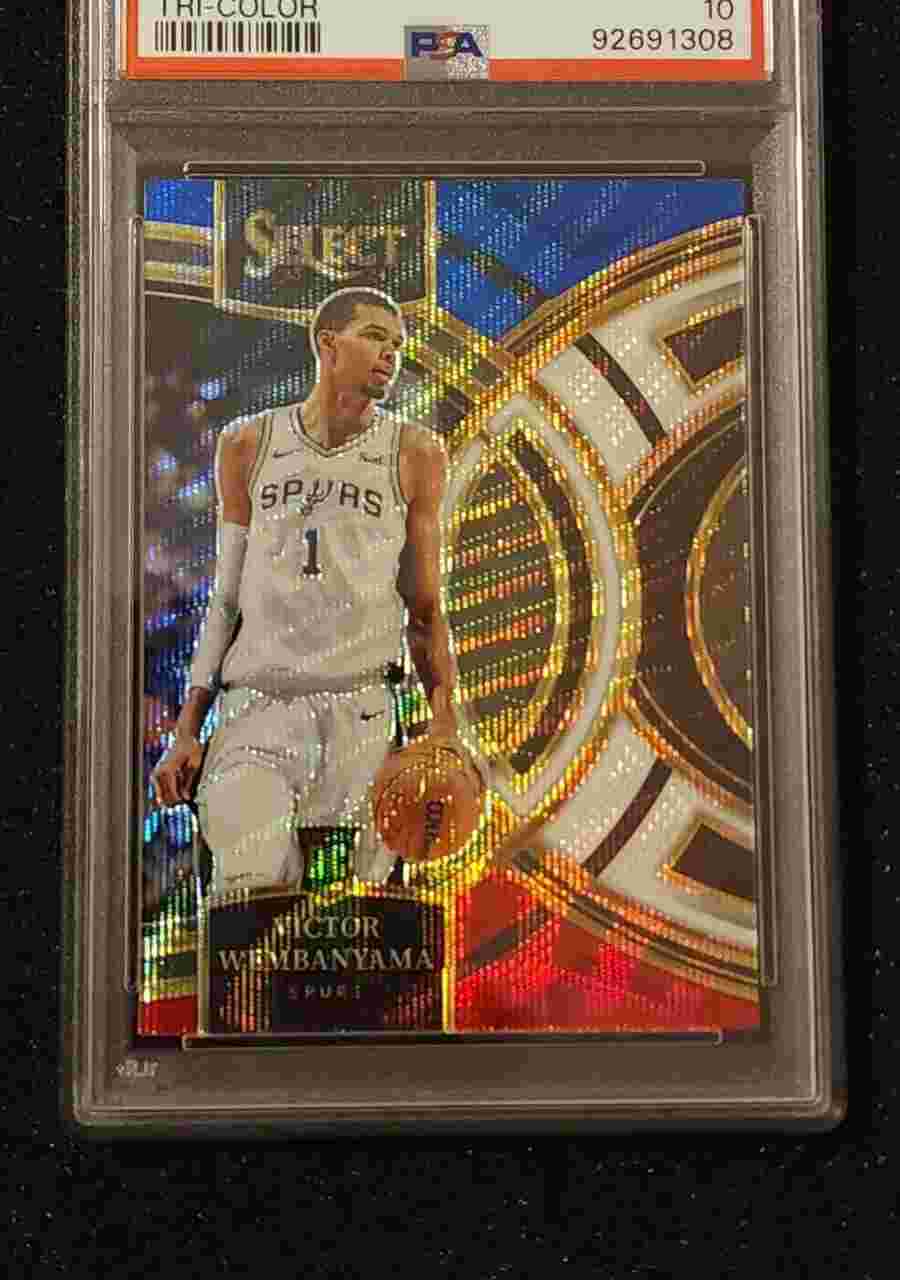 TRI-COLOR
10
PSA
92691308
SELECT
SPURS
1
VICTOR
WEMBANYAMA
SPURS